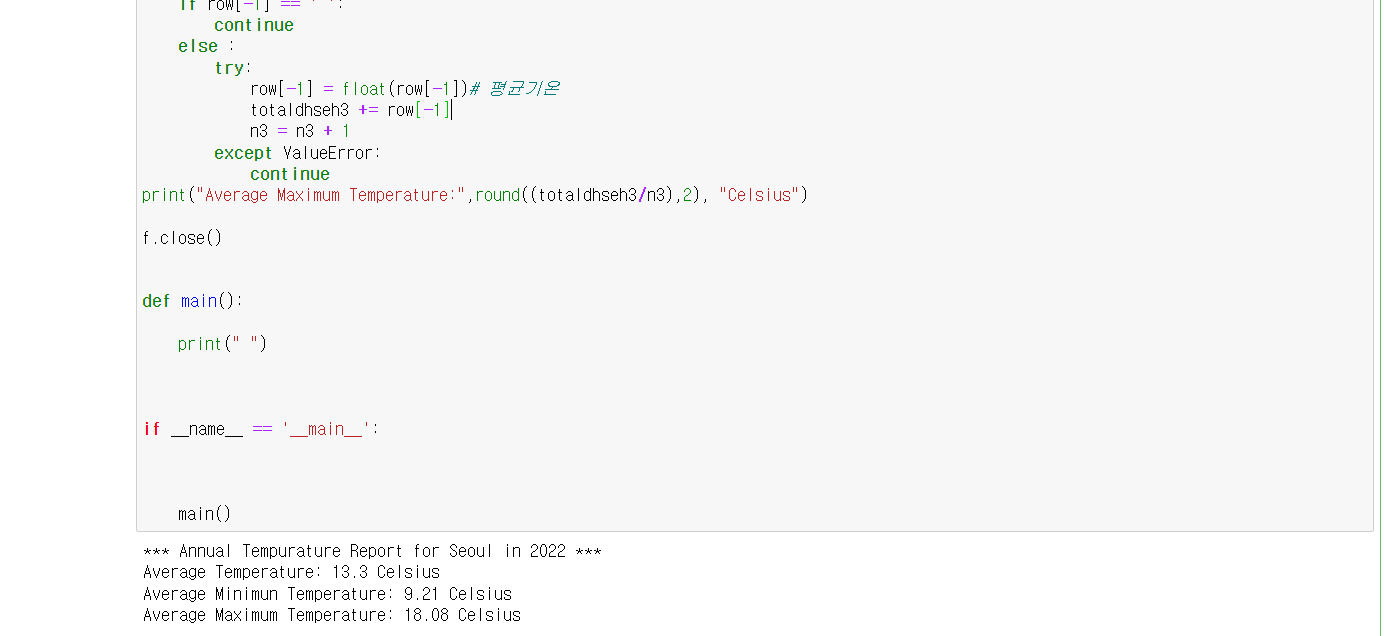 if row[-1] == ' ':
continue
else :
try:
row[-1] = float(row[-1])# 평균기온
totaldhseh3 += row[-1]
n3 = n3 + 1
except ValueError:
continue
print("Average Maximum Temperature:",round((totaldhseh3/n3),2), "Celsius")
f.close()
def main():
print(" ")
if __name__ == '__main__':
main()
*** Annual Tempurature Report for Seoul in 2022 ***
Average Temperature: 13.3 Celsius
Average Minimun Temperature: 9.21 Celsius
Average Maximum Temperature: 18.08 Celsius